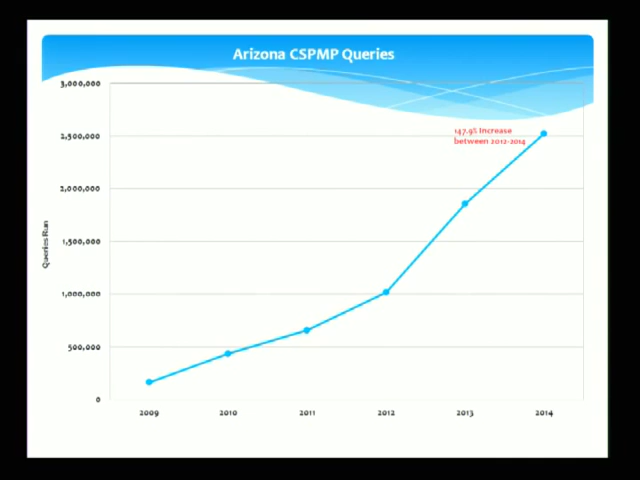 Arizona CSPMP Queries
3,000,000
147.9% Increase
between 2012-2014
2,500,000
2,000,000
Queries Run
1,500,000
1,000,000
500,000
0
2009 2010 2011 2012 2013 2014